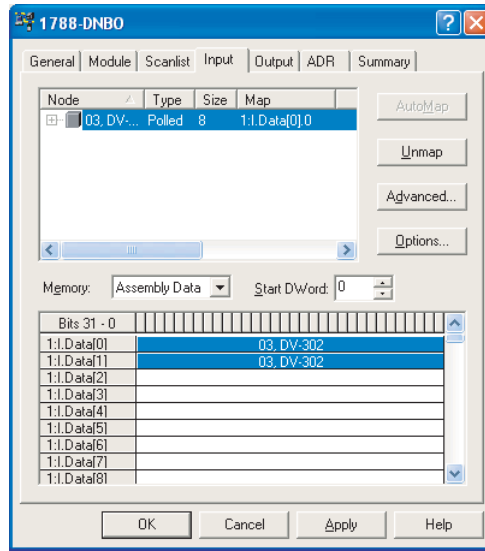 1788-DNBO
General Module Scanlist Input Output ADR Summary
Node Type Size Map
03, DV-... Polled 8 1:I.Data[0].0
AutoMap
Unmap
Advanced...
Options...
Memory: Assembly Data Start DWord: 0
Bits 31 - 0
1:I.Data[0] 03, DV-302
1:I.Data[1] 03, DV-302
1:I.Data[2]
1:I.Data[3]
1:I.Data[4]
1:I.Data[5]
1:I.Data[6]
1:I.Data[7]
1:I.Data[8]
OK Cancel Apply Help